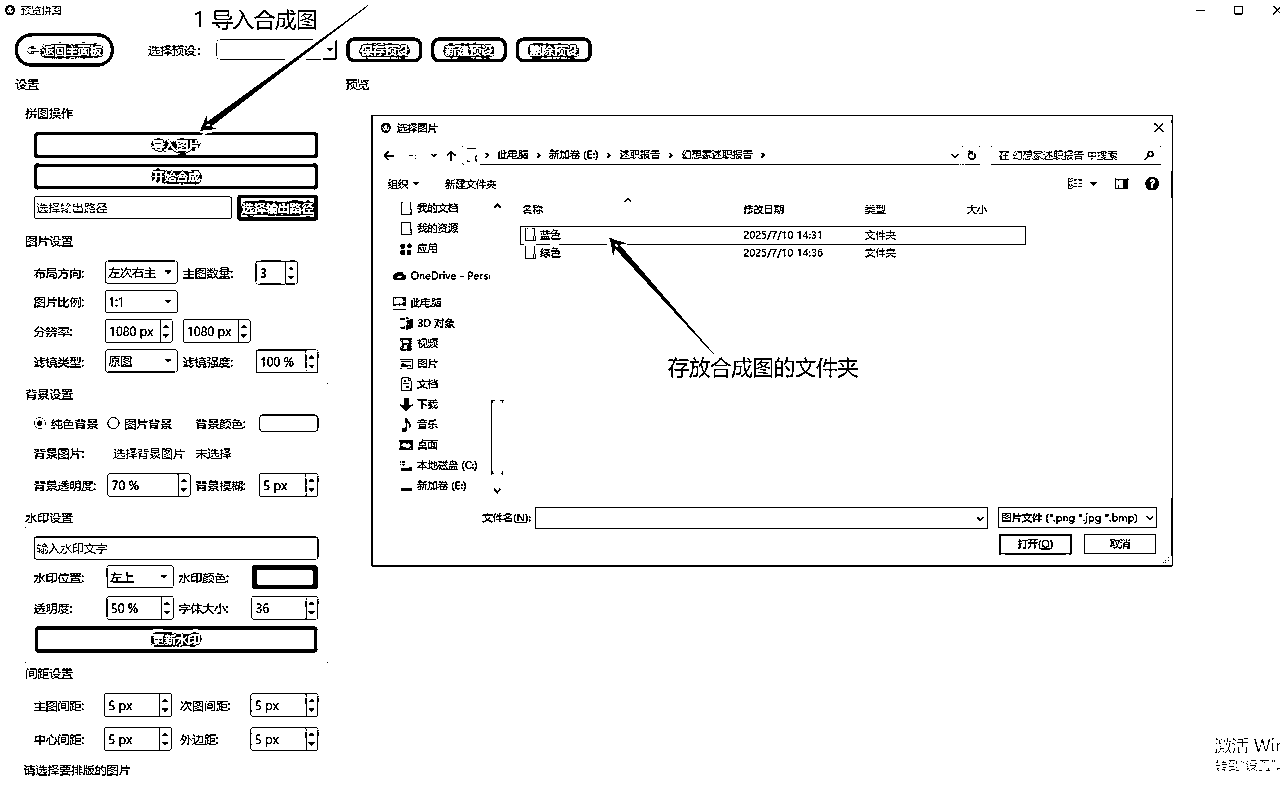 预览拼图
1 导入合成图
返回主面板 选择预设: 保存预设 新建预设 删除预设
设置 预览
拼图操作
导入图片
开始合成
选择输出路径 选择输出路径
图片设置
布局方向: 左次右主 主图数量: 3
图片比例: 1:1
分辨率: 1080 px 1080 px
滤镜类型: 原图 滤镜强度: 100 %
背景设置
纯色背景 图片背景 背景颜色:
背景图片: 选择背景图片 未选择
背景透明度: 70 % 背景模糊: 5 px
水印设置
输入水印文字
水印位置: 左上 水印颜色:
透明度: 50 % 字体大小: 36
更新水印
间距设置
主图间距: 5 px 次图间距: 5 px
中心间距: 5 px 外边距: 5 px
请选择要排版的图片
选择图片
此电脑 › 新加卷 (E:) › 述职报告 › 幻想家述职报告 ›
在 幻想家述职报告 中搜索
组织 新建文件夹
我的文档
我的资源
应用
OneDrive - Pers
此电脑
3D 对象
视频
图片
文档
下载
音乐
桌面
本地磁盘 (C:)
新加卷 (E:)
名称 修改日期 类型 大小
蓝色 2025/7/10 14:31 文件夹
绿色 2025/7/10 14:36 文件夹
存放合成图的文件夹
文件名(N): 图片文件 (*.png *.jpg *.bmp)
打开(O) 取消
激活 Win
转到"设置"